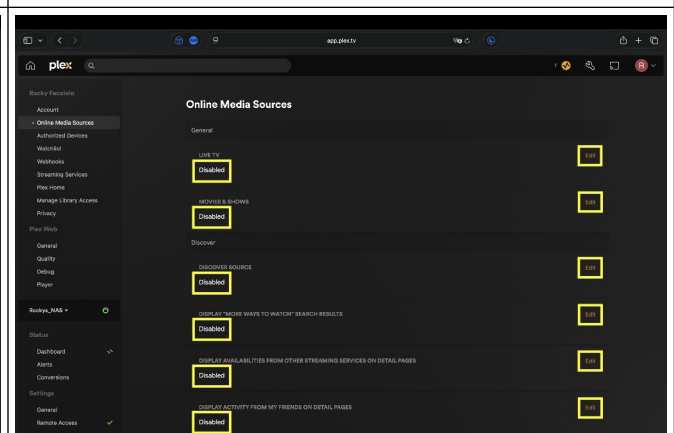 app.plex.tv
plex
1
R
Rocky Facciolo
Account
Online Media Sources
Authorized Devices
Watchlist
Webhooks
Streaming Services
Plex Home
Manage Library Access
Privacy
Plex Web
General
Quality
Debug
Player
Rockys_NAS
Status
Dashboard
Alerts
Conversions
Settings
General
Remote Access
Online Media Sources
General
LIVE TV
Edit
Disabled
MOVIES & SHOWS
Edit
Disabled
Discover
DISCOVER SOURCE
Edit
Disabled
DISPLAY "MORE WAYS TO WATCH" SEARCH RESULTS
Edit
Disabled
DISPLAY AVAILABILITIES FROM OTHER STREAMING SERVICES ON DETAIL PAGES
Edit
Disabled
DISPLAY ACTIVITY FROM MY FRIENDS ON DETAIL PAGES
Edit
Disabled